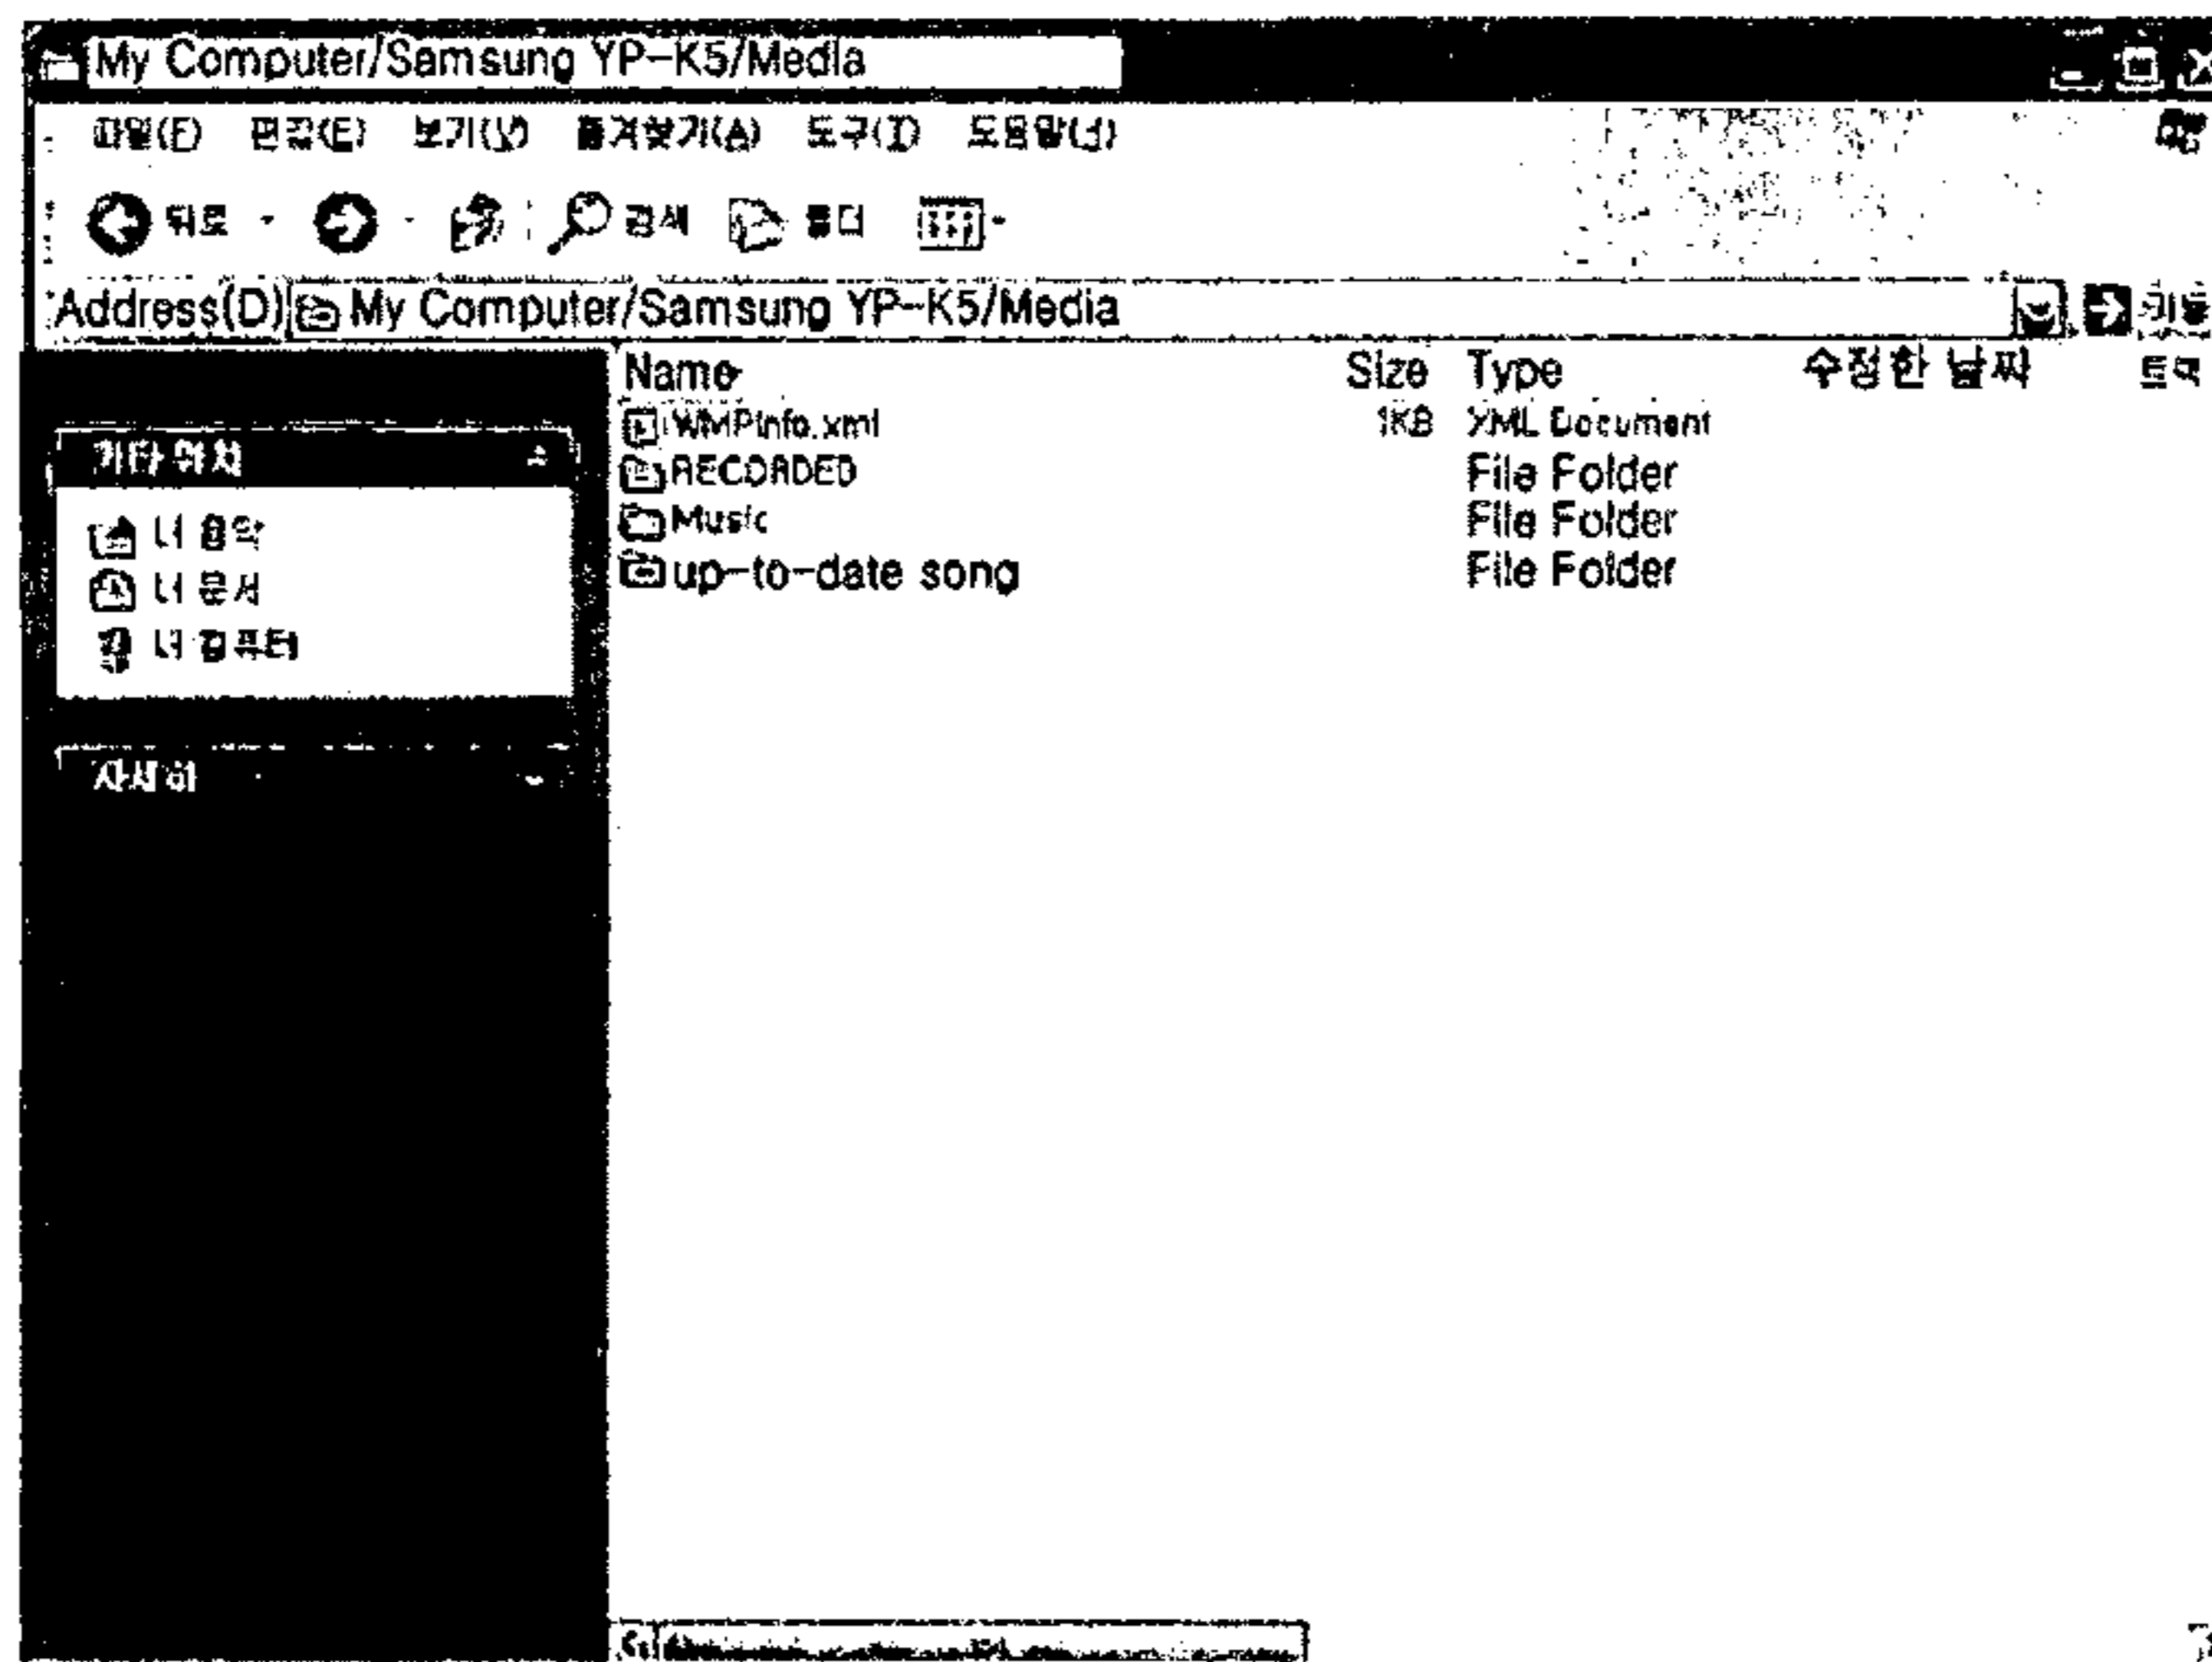 My Computer/Samsung YP-K5/Media
파일(F) 편집(E) 보기(V) 즐겨찾기(A) 도구(T) 도움말(H)
뒤로 검색 폴더
Address(D) My Computer/Samsung YP-K5/Media 이동
Name Size Type 수정한 날짜 트랙
WMPInfo.xml 1KB XML Document
RECORDED File Folder
Music File Folder
up-to-date song File Folder
기타 위치
내 음악
내 문서
내 컴퓨터
자세히